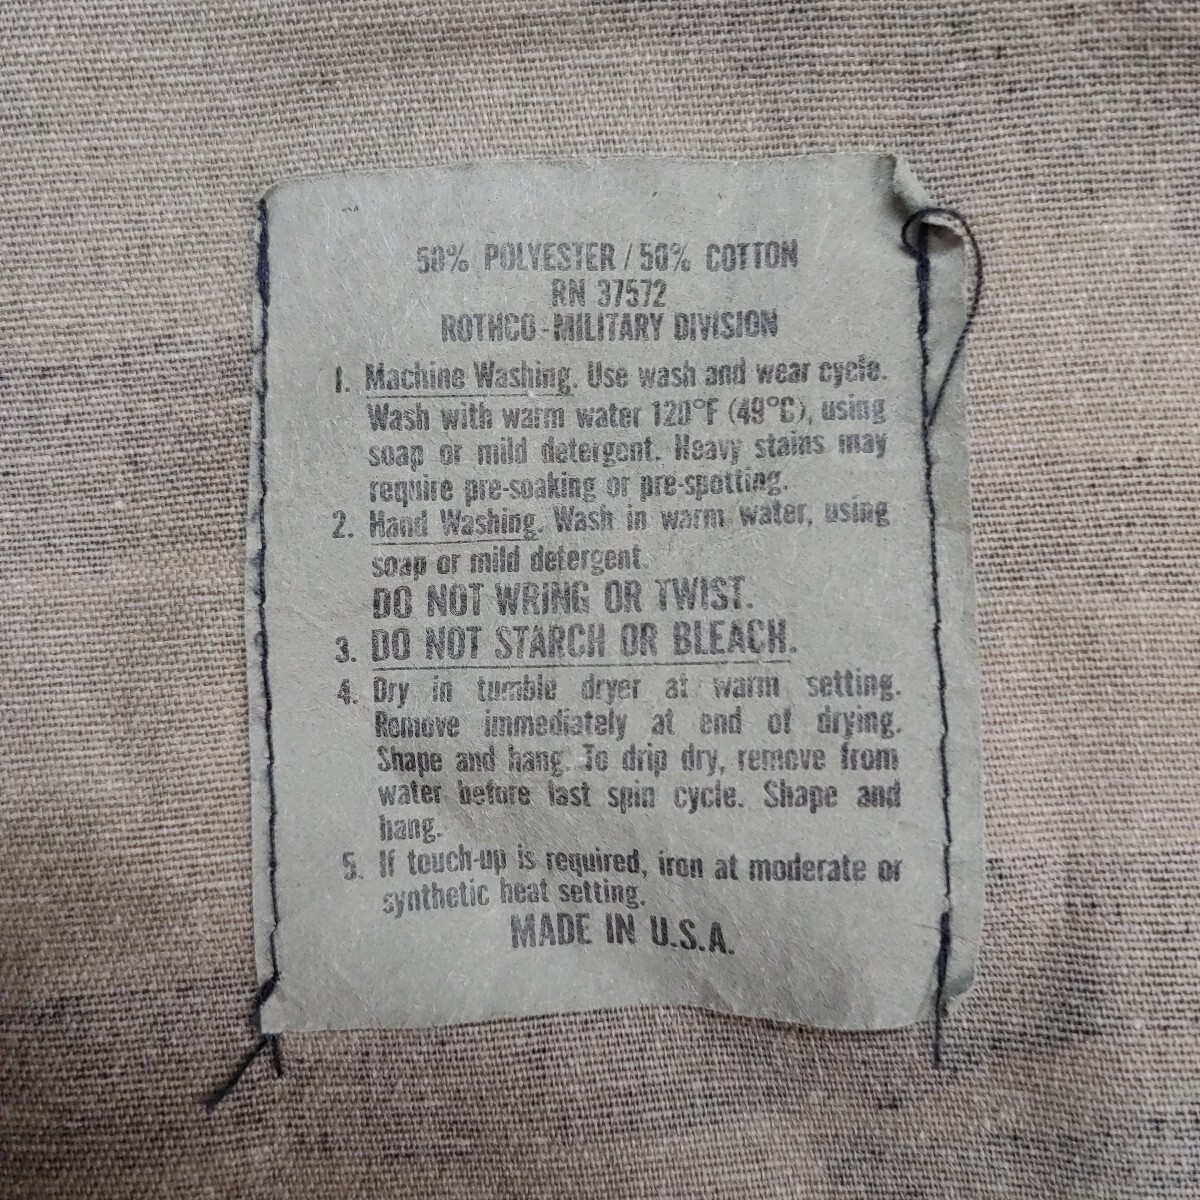 50% POLYESTER / 50% COTTON
RN 37572
ROTHCO - MILITARY DIVISION
1. Machine Washing. Use wash and wear cycle.
Wash with warm water 120°F (49°C), using
soap or mild detergent. Heavy stains may
require pre-soaking or pre-spotting.
2. Hand Washing. Wash in warm water, using
soap or mild detergent.
DO NOT WRING OR TWIST.
3. DO NOT STARCH OR BLEACH.
4. Dry in tumble dryer at warm setting.
Remove immediately at end of drying.
Shape and hang. To drip dry, remove from
water before last spin cycle. Shape and
hang.
5. If touch-up is required, iron at moderate or
synthetic heat setting.
MADE IN U.S.A.